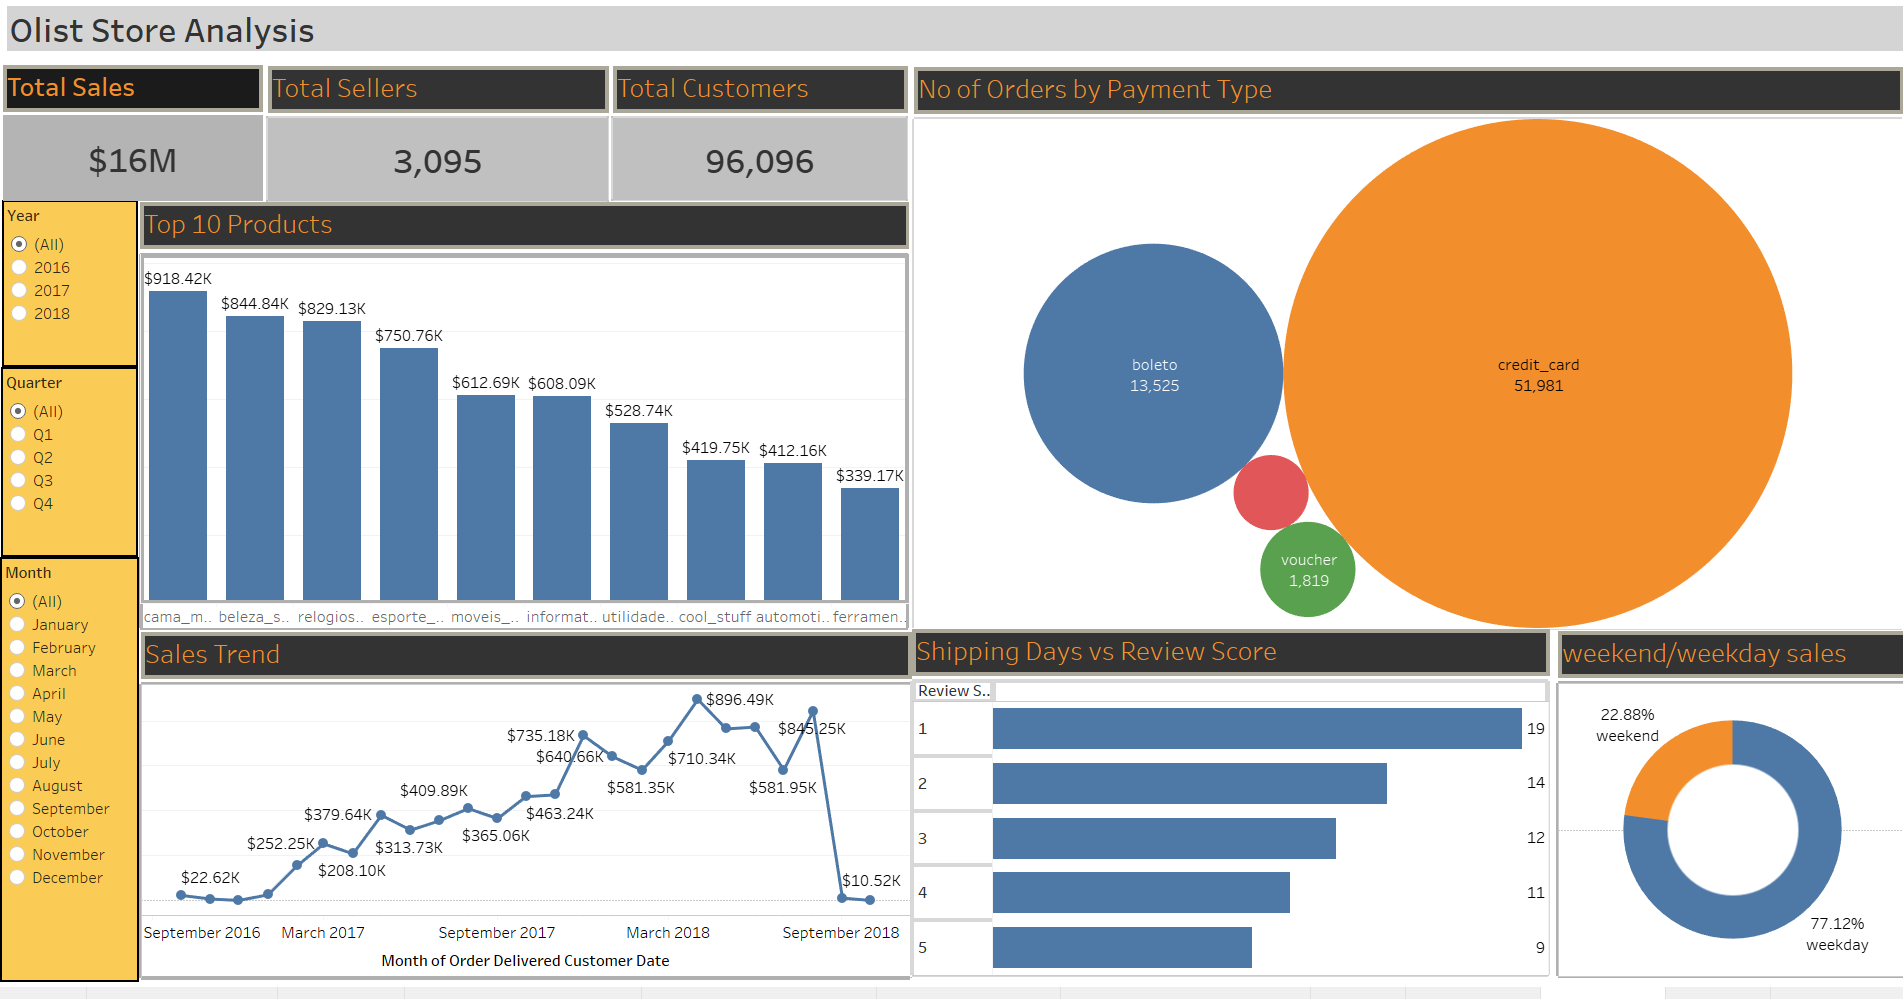 Olist Store Analysis
Total Sales
Total Sellers
Total Customers
No of Orders by Payment Type
$16M
3,095
96,096
Year
(All)
2016
2017
2018
Quarter
(All)
Q1
Q2
Q3
Q4
Month
(All)
January
February
March
April
May
June
July
August
September
October
November
December
Top 10 Products
$918.42K
$844.84K
$829.13K
$750.76K
$612.69K
$608.09K
$528.74K
$419.75K
$412.16K
$339.17K
cama_m..
beleza_s..
relogios..
esporte_..
moveis_..
informat..
utilidade..
cool_stuff
automoti..
ferramen..
boleto
13,525
credit_card
51,981
voucher
1,819
Sales Trend
$22.62K
$252.25K
$208.10K
$379.64K
$313.73K
$409.89K
$365.06K
$463.24K
$735.18K
$640.66K
$581.35K
$710.34K
$896.49K
$581.95K
$845.25K
$10.52K
September 2016
March 2017
September 2017
March 2018
September 2018
Month of Order Delivered Customer Date
Shipping Days vs Review Score
Review S..
1
19
2
14
3
12
4
11
5
9
weekend/weekday sales
22.88%
weekend
77.12%
weekday